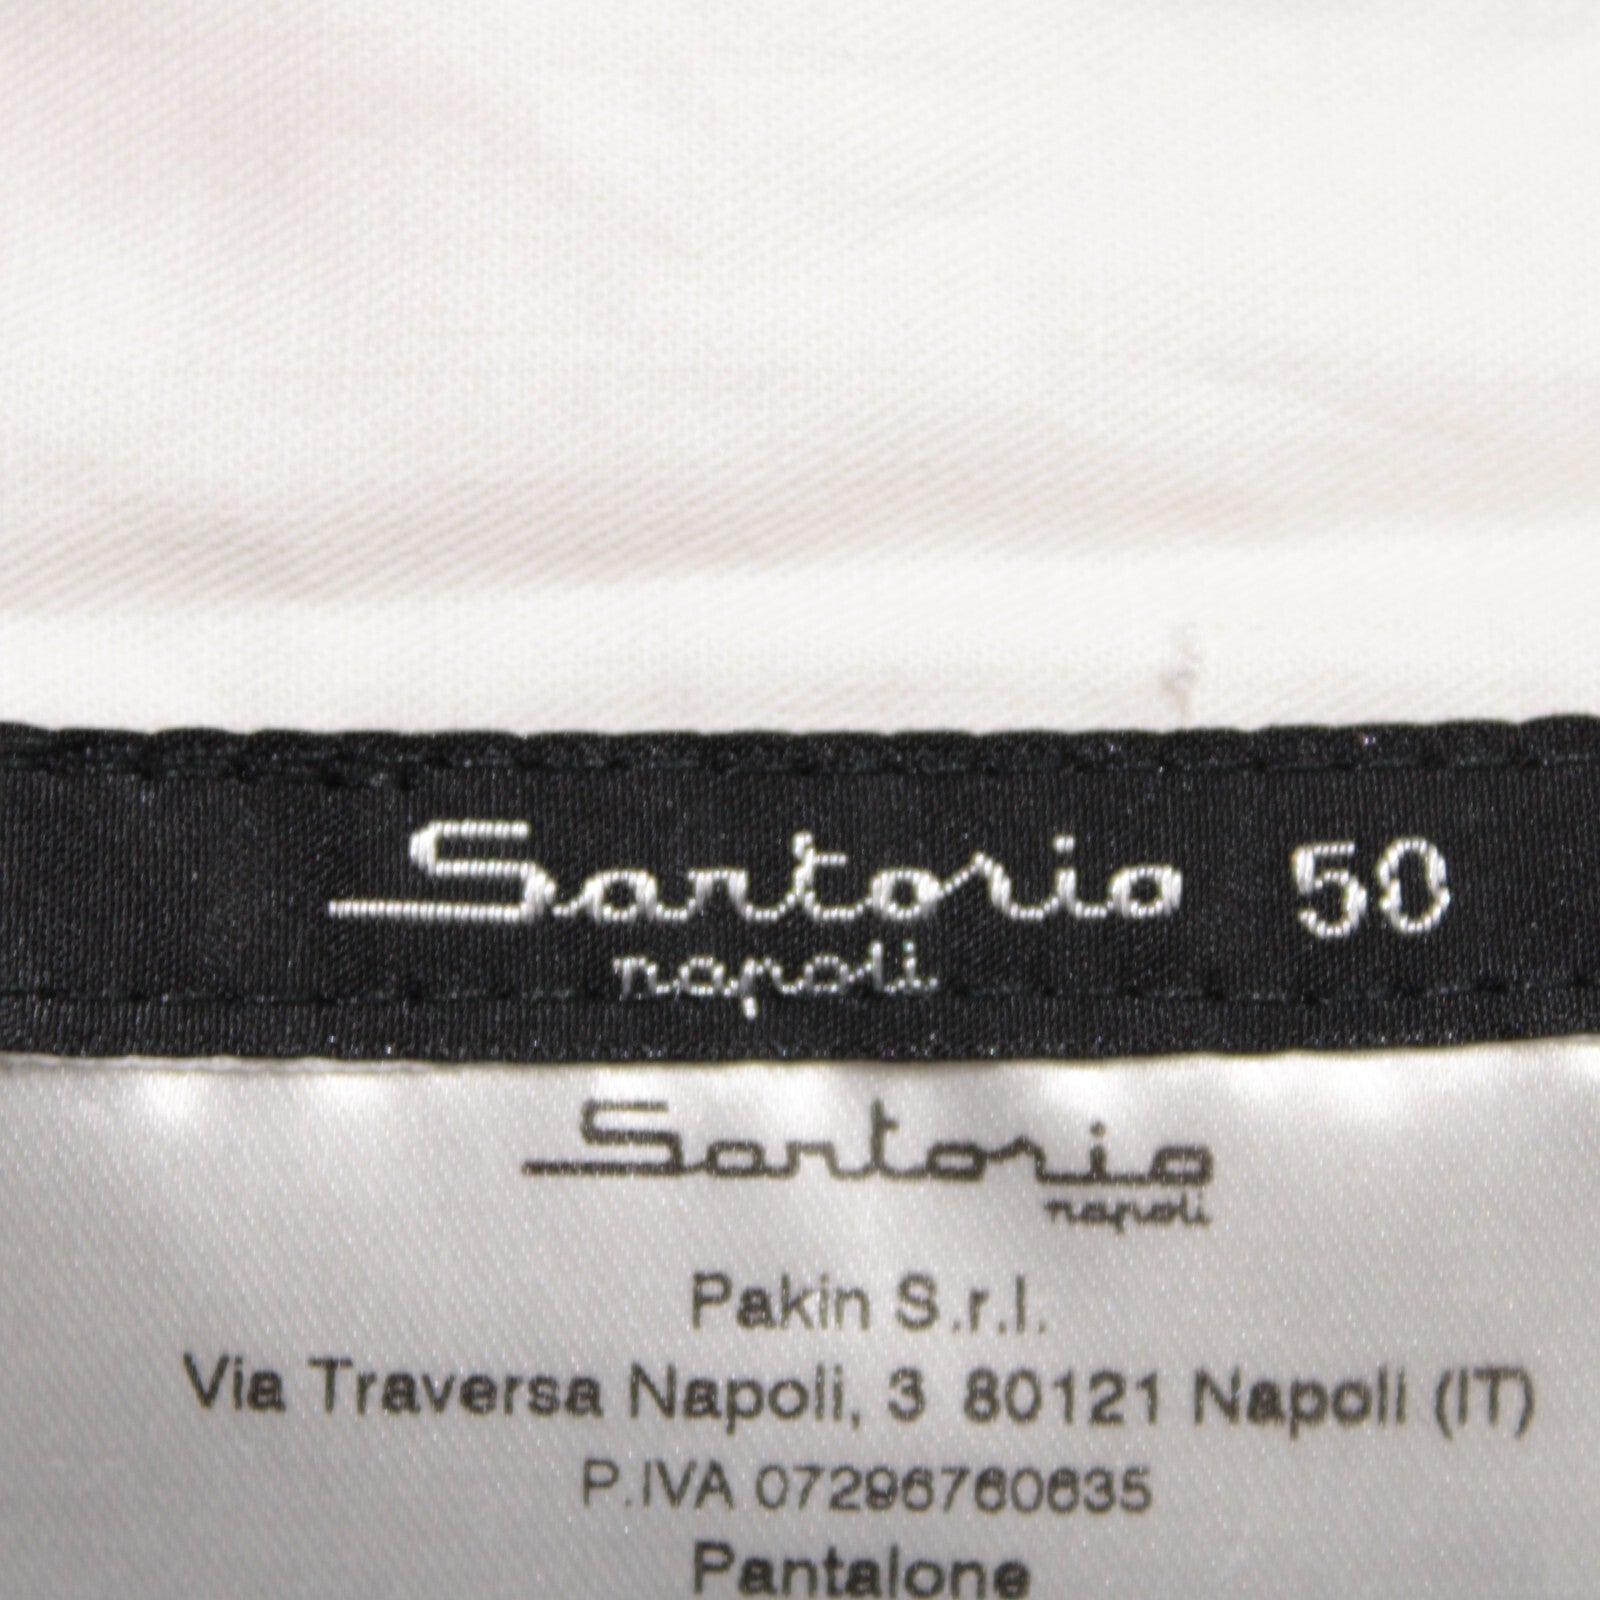 Sartorio 50
napoli
Sartorio
napoli
Pakin S.r.l.
Via Traversa Napoli, 3 80121 Napoli (IT)
P.IVA 07296760635
Pantalone